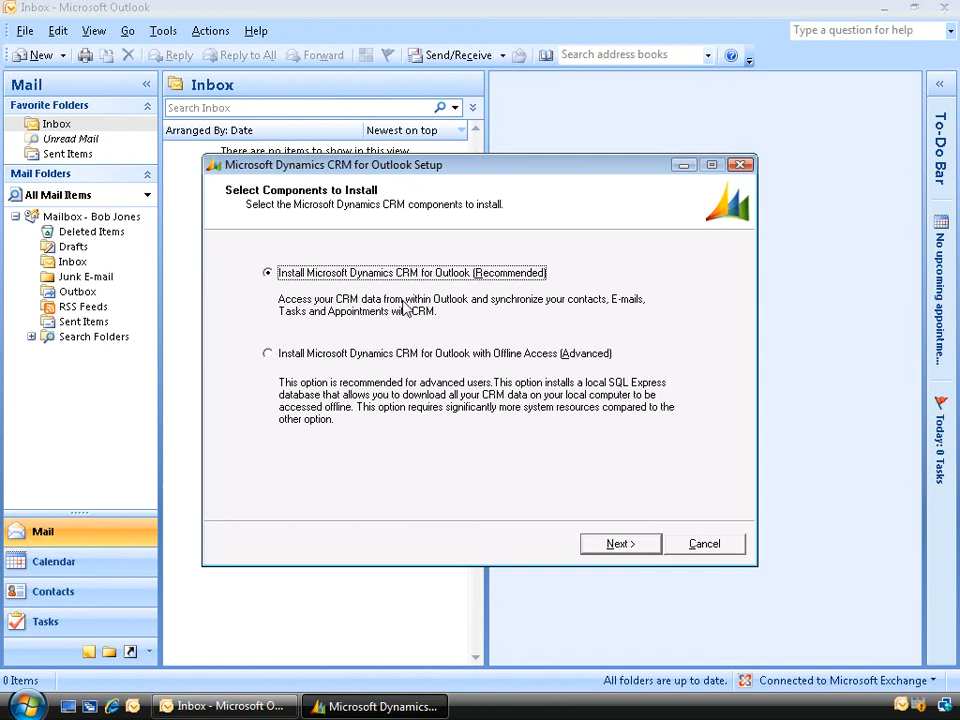 Inbox - Microsoft Outlook
File Edit View Go Tools Actions Help
Type a question for help
New Reply Reply to All Forward Send/Receive Search address books
Mail
Favorite Folders
Inbox
Unread Mail
Sent Items
Mail Folders
All Mail Items
Mailbox - Bob Jones
Deleted Items
Drafts
Inbox
Junk E-mail
Outbox
RSS Feeds
Sent Items
Search Folders
Mail
Calendar
Contacts
Tasks
Inbox
Search Inbox
Arranged By: Date Newest on top
There are no items to show in this view.
Microsoft Dynamics CRM for Outlook Setup
Select Components to Install
Select the Microsoft Dynamics CRM components to install.
Install Microsoft Dynamics CRM for Outlook (Recommended)
Access your CRM data from within Outlook and synchronize your contacts, E-mails,
Tasks and Appointments with CRM.
Install Microsoft Dynamics CRM for Outlook with Offline Access (Advanced)
This option is recommended for advanced users.This option installs a local SQL Express
database that allows you to download all your CRM data on your local computer to be
accessed offline. This option requires significantly more system resources compared to the
other option.
Next >
Cancel
To-Do Bar
No upcoming appointme...
Today: 0 Tasks
0 Items
All folders are up to date.
Connected to Microsoft Exchange
Inbox - Microsoft O...
Microsoft Dynamics...